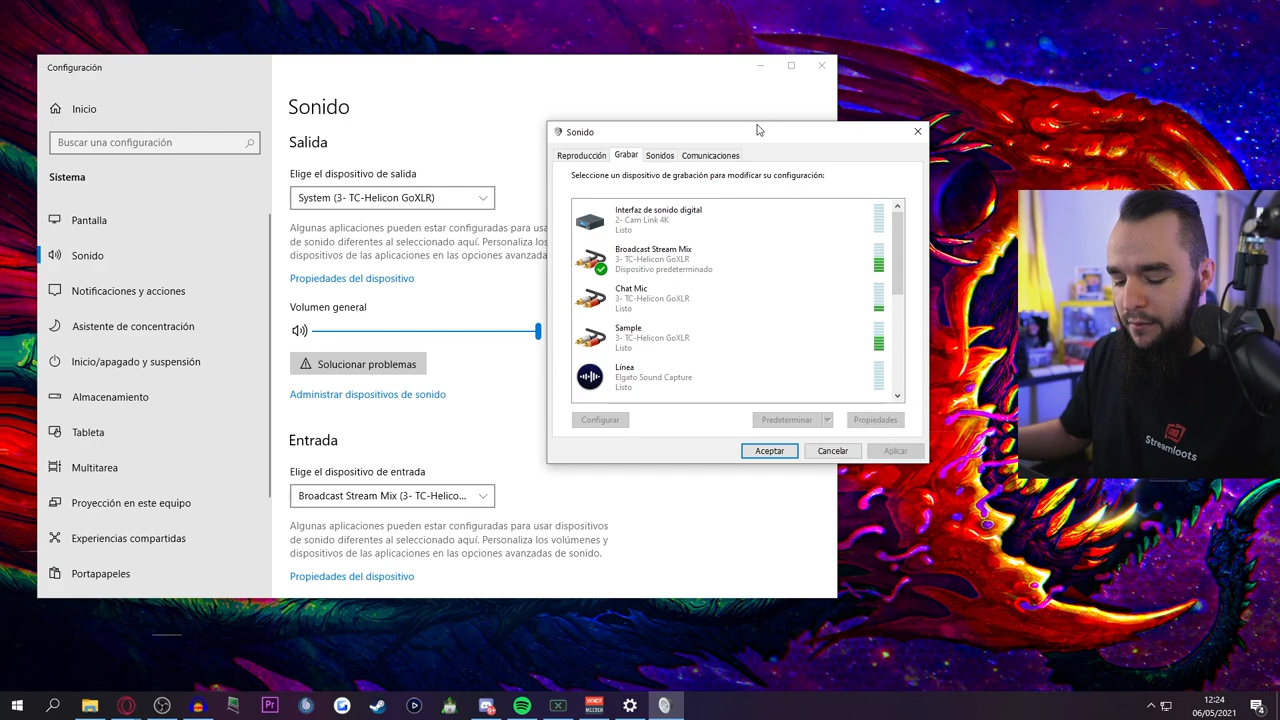 Configuración
Inicio
Buscar una configuración
Sistema
Pantalla
Sonido
Notificaciones y acciones
Asistente de concentración
Inicio/apagado y suspensión
Almacenamiento
Tableta
Multitarea
Proyección en este equipo
Experiencias compartidas
Portapapeles
Sonido
Salida
Elige el dispositivo de salida
System (3- TC-Helicon GoXLR)
Algunas aplicaciones pueden estar configuradas para usa
de sonido diferentes al seleccionado aquí. Personaliza los
dispositivos de las aplicaciones en las opciones avanzada
Propiedades del dispositivo
Volumen general
Solucionar problemas
Administrar dispositivos de sonido
Entrada
Elige el dispositivo de entrada
Broadcast Stream Mix (3- TC-Helico...
Algunas aplicaciones pueden estar configuradas para usar dispositivos
de sonido diferentes al seleccionado aquí. Personaliza los volúmenes y
dispositivos de las aplicaciones en las opciones avanzadas de sonido.
Propiedades del dispositivo
Sonido
Reproducción Grabar Sonidos Comunicaciones
Seleccione un dispositivo de grabación para modificar su configuración:
Interfaz de sonido digital
2- Cam Link 4K
Listo
Broadcast Stream Mix
3- TC-Helicon GoXLR
Dispositivo predeterminado
Chat Mic
3- TC-Helicon GoXLR
Listo
Sample
3- TC-Helicon GoXLR
Listo
Línea
Elgato Sound Capture
Listo
Configurar Predeterminar Propiedades
Aceptar Cancelar Aplicar
Streamloots
Pr
VOICE
MEETER
12:24
06/05/2021
4